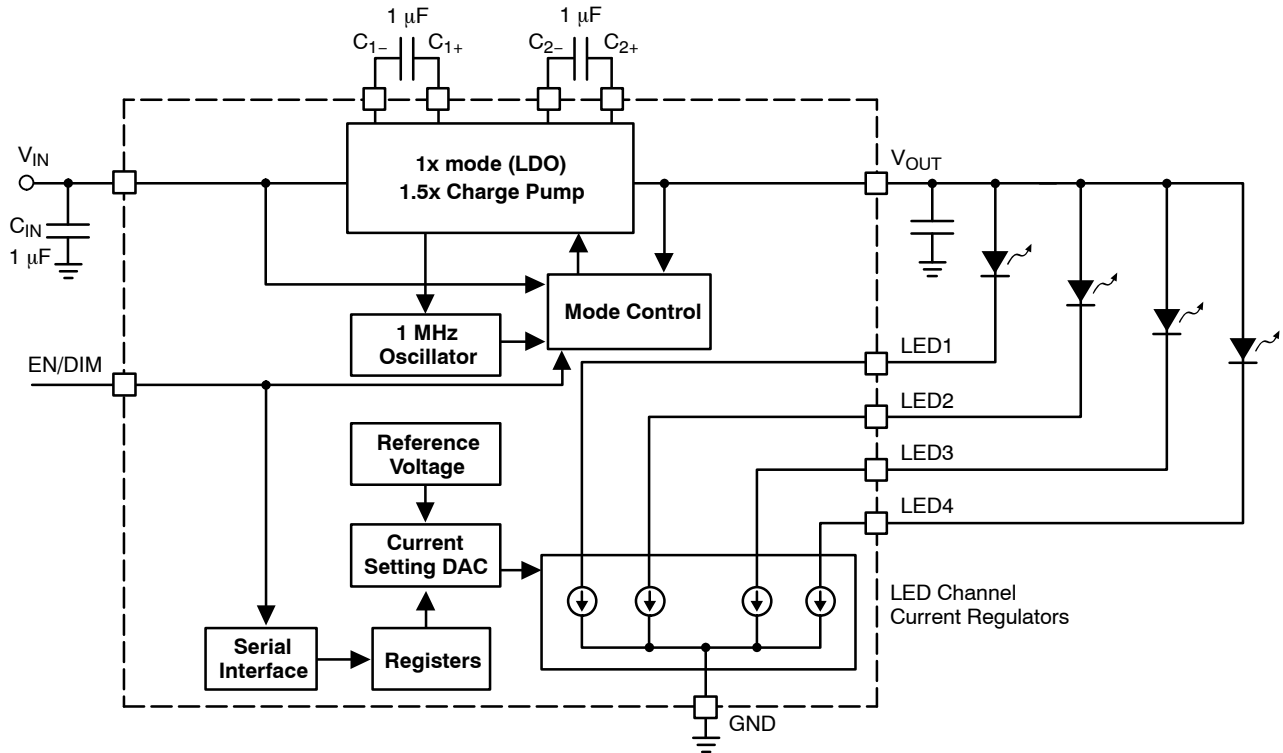 1 μF
1 μF
C1−
C1+
C2−
C2+
VIN
1x mode (LDO)
1.5x Charge Pump
VOUT
CIN
1 μF
Mode Control
1 MHz
Oscillator
LED1
EN/DIM
LED2
Reference
Voltage
LED3
LED4
Current
Setting DAC
LED Channel
Current Regulators
Serial
Interface
Registers
GND